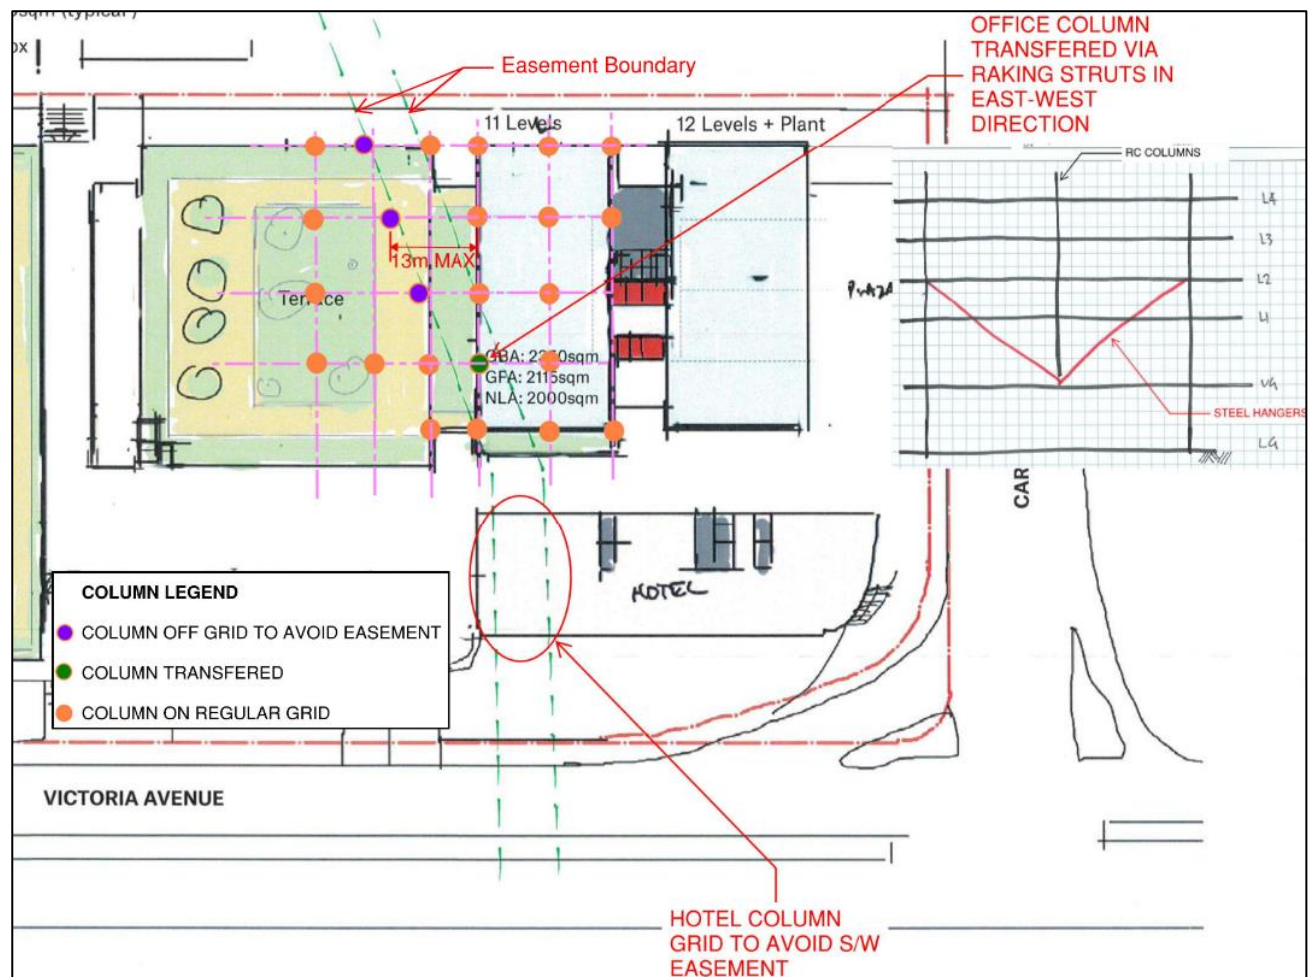 OFFICE COLUMN
TRANSFERED VIA
RAKING STRUTS IN
EAST-WEST
DIRECTION
Easement Boundary
11 Levels
12 Levels + Plant
RC COLUMNS
L4
L3
L2
L1
UG
LG
STEEL HANGERS
PLAZA
13m MAX
Terrace
GBA: 2350sqm
GFA: 2115sqm
NLA: 2000sqm
CAR
HOTEL
COLUMN LEGEND
COLUMN OFF GRID TO AVOID EASEMENT
COLUMN TRANSFERED
COLUMN ON REGULAR GRID
VICTORIA AVENUE
HOTEL COLUMN
GRID TO AVOID S/W
EASEMENT